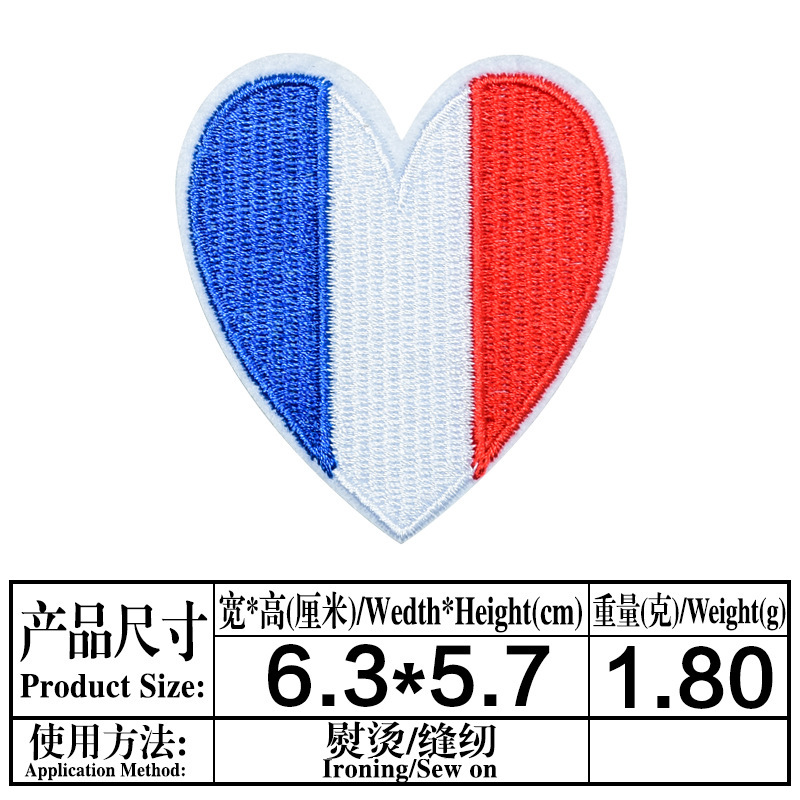 产品尺寸
Product Size:
宽*高(厘米)/Wedth*Height(cm)
重量(克)/Weight(g)
6.3*5.7
1.80
使用方法:
Application Method:
熨烫/缝纫
Ironing/Sew on